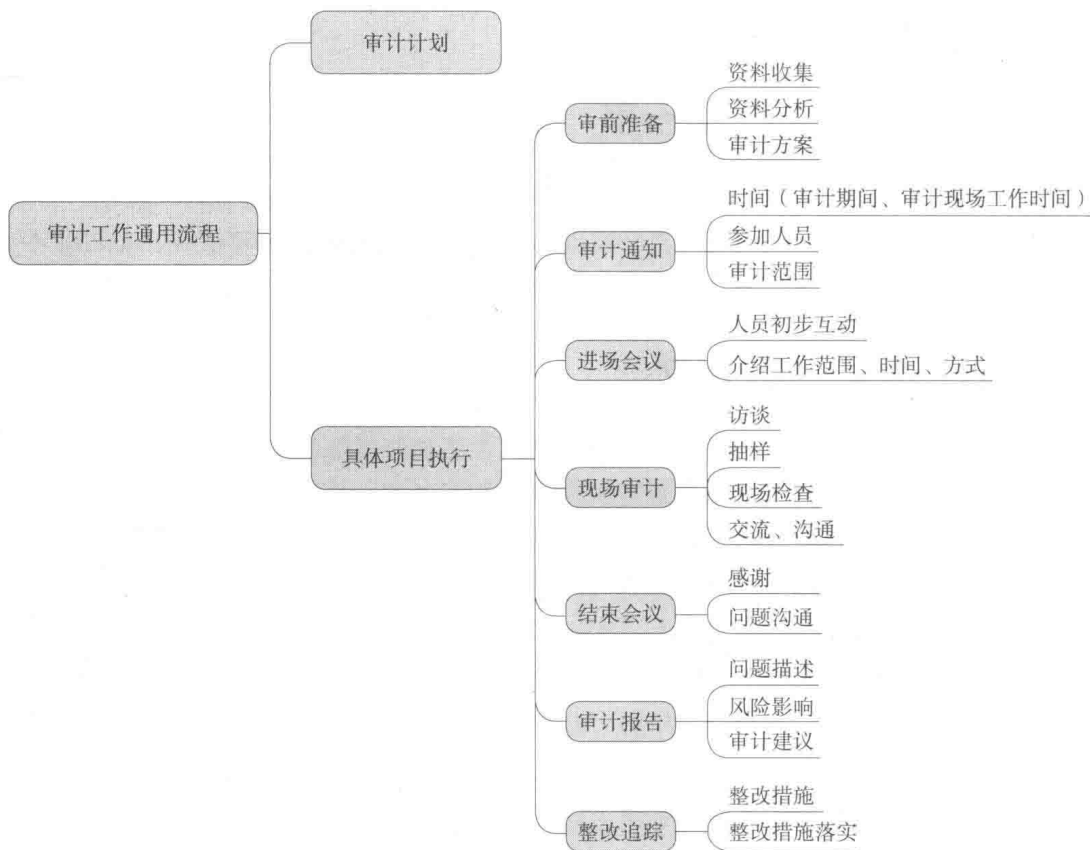 审计工作通用流程
审计计划
具体项目执行
审前准备
资料收集
资料分析
审计方案
审计通知
时间（审计期间、审计现场工作时间）
参加人员
审计范围
进场会议
人员初步互动
介绍工作范围、时间、方式
现场审计
访谈
抽样
现场检查
交流、沟通
结束会议
感谢
问题沟通
审计报告
问题描述
风险影响
审计建议
整改追踪
整改措施
整改措施落实